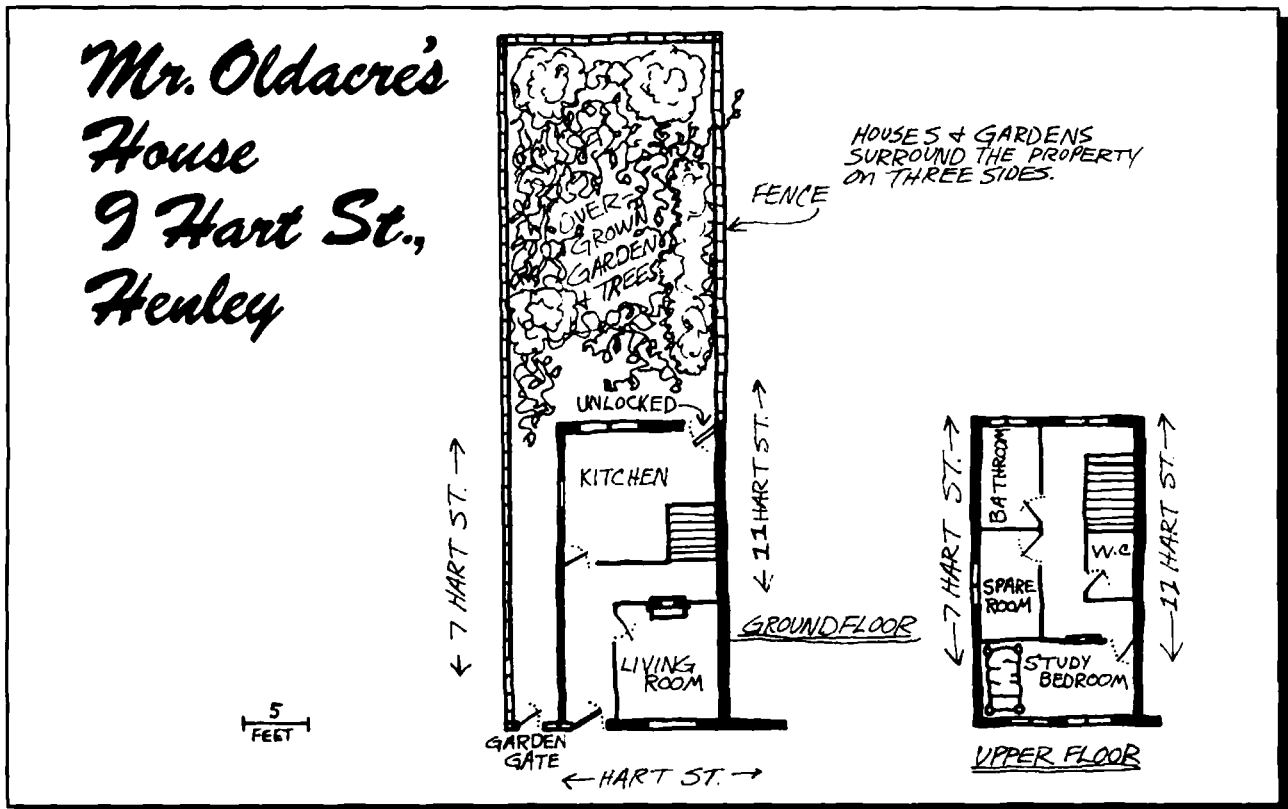 Mr. Oldacre's
House
9 Hart St.,
Henley
HOUSES & GARDENS
SURROUND THE PROPERTY
ON THREE SIDES.
FENCE
OVER-
GROWN
GARDEN
& TREES
UNLOCKED
KITCHEN
7 HART ST.
11 HART ST.
LIVING
ROOM
GROUND FLOOR
5
FEET
GARDEN
GATE
HART ST.
7 HART ST.
BATHROOM
W.C
SPARE
ROOM
STUDY
BEDROOM
11 HART ST.
UPPER FLOOR